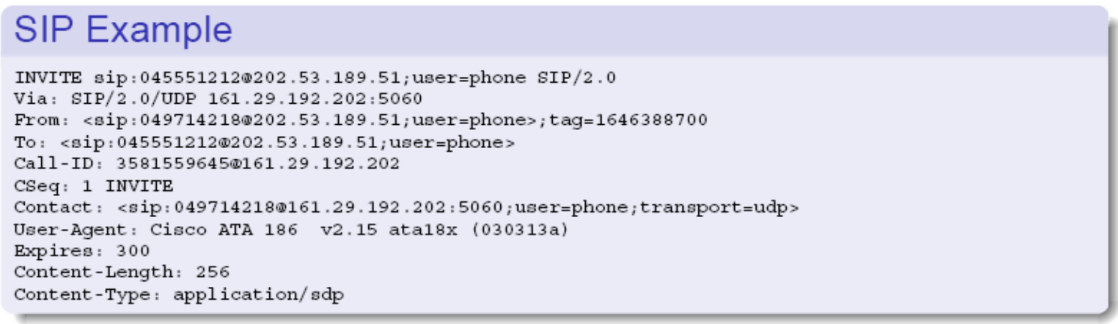 SIP Example
INVITE sip:045551212@202.53.189.51;user=phone SIP/2.0
Via: SIP/2.0/UDP 161.29.192.202:5060
From: <sip:049714218@202.53.189.51;user=phone>;tag=1646388700
To: <sip:045551212@202.53.189.51;user=phone>
Call-ID: 3581559645@161.29.192.202
CSeq: 1 INVITE
Contact: <sip:049714218@161.29.192.202:5060;user=phone;transport=udp>
User-Agent: Cisco ATA 186  v2.15 ata18x (030313a)
Expires: 300
Content-Length: 256
Content-Type: application/sdp